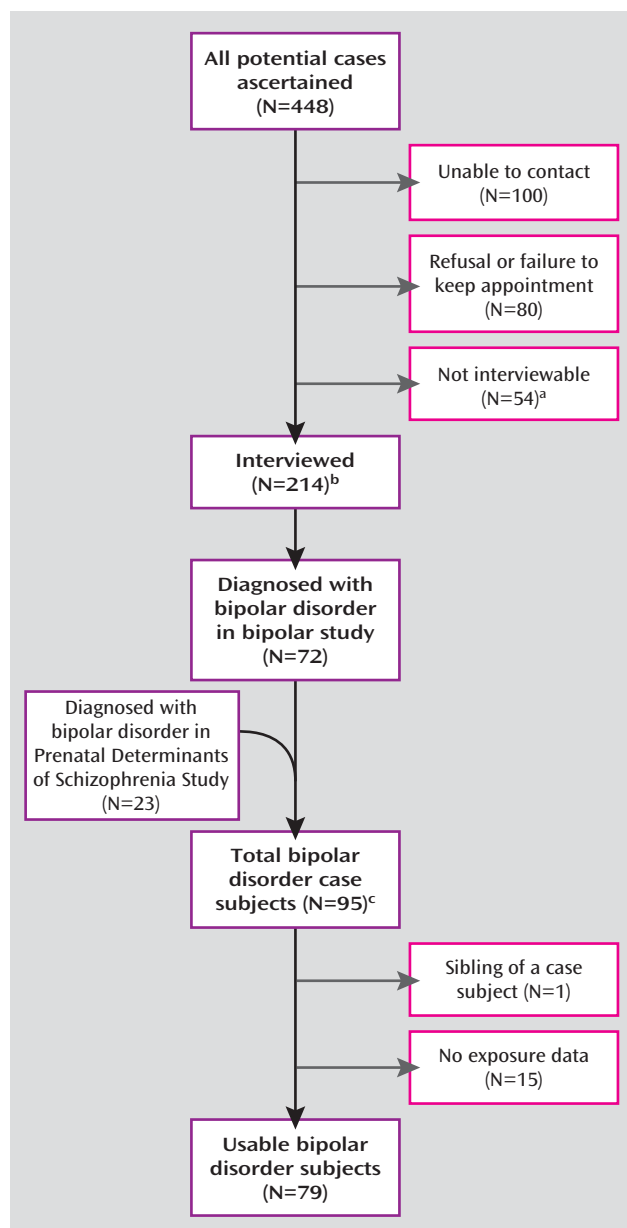 All potential cases
ascertained
(N=448)
Unable to contact
(N=100)
Refusal or failure to
keep appointment
(N=80)
Not interviewable
(N=54)ᵃ
Interviewed
(N=214)ᵇ
Diagnosed with
bipolar disorder
in bipolar study
(N=72)
Diagnosed with
bipolar disorder in
Prenatal Determinants
of Schizophrenia Study
(N=23)
Total bipolar
disorder case
subjects (N=95)ᶜ
Sibling of a case
subject (N=1)
No exposure data
(N=15)
Usable bipolar
disorder subjects
(N=79)